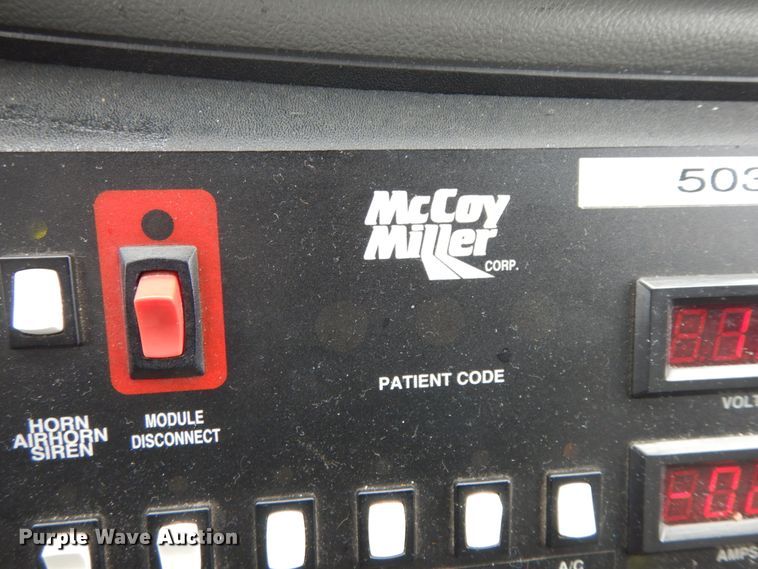 McCoy
Miller
CORP.
503
PATIENT CODE
HORN
AIRHORN
SIREN
MODULE
DISCONNECT
VOLT
AMPS
A/C
Purple Wave Auction